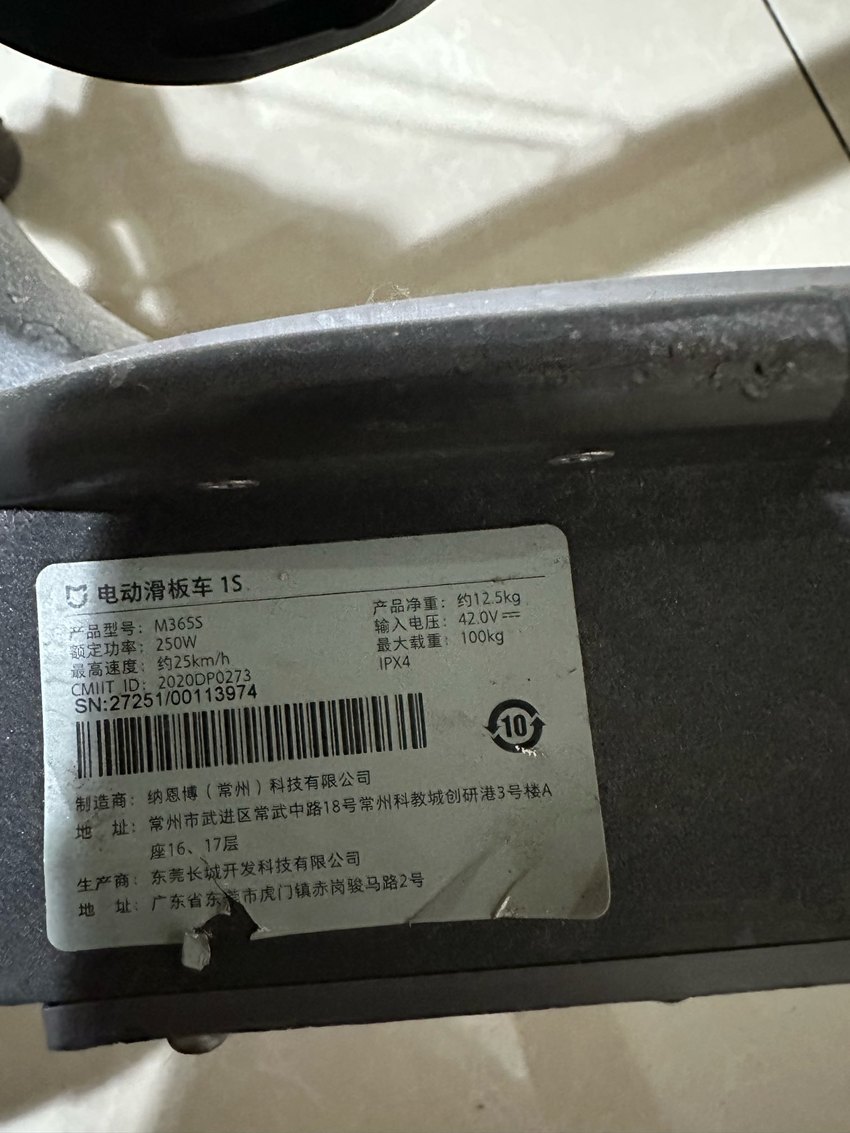 电动滑板车 1S
产品型号：M365S
产品净重：约12.5kg
额定功率：250W
输入电压：42.0V⎓
最高速度：约25km/h
最大载重：100kg
CMIIT ID：2020DP0273
IPX4
SN:27251/00113974
10
制造商：纳恩博（常州）科技有限公司
地 址：常州市武进区常武中路18号常州科教城创研港3号楼A
座16、17层
生产商：东莞长城开发科技有限公司
地 址：广东省东莞市虎门镇赤岗骏马路2号